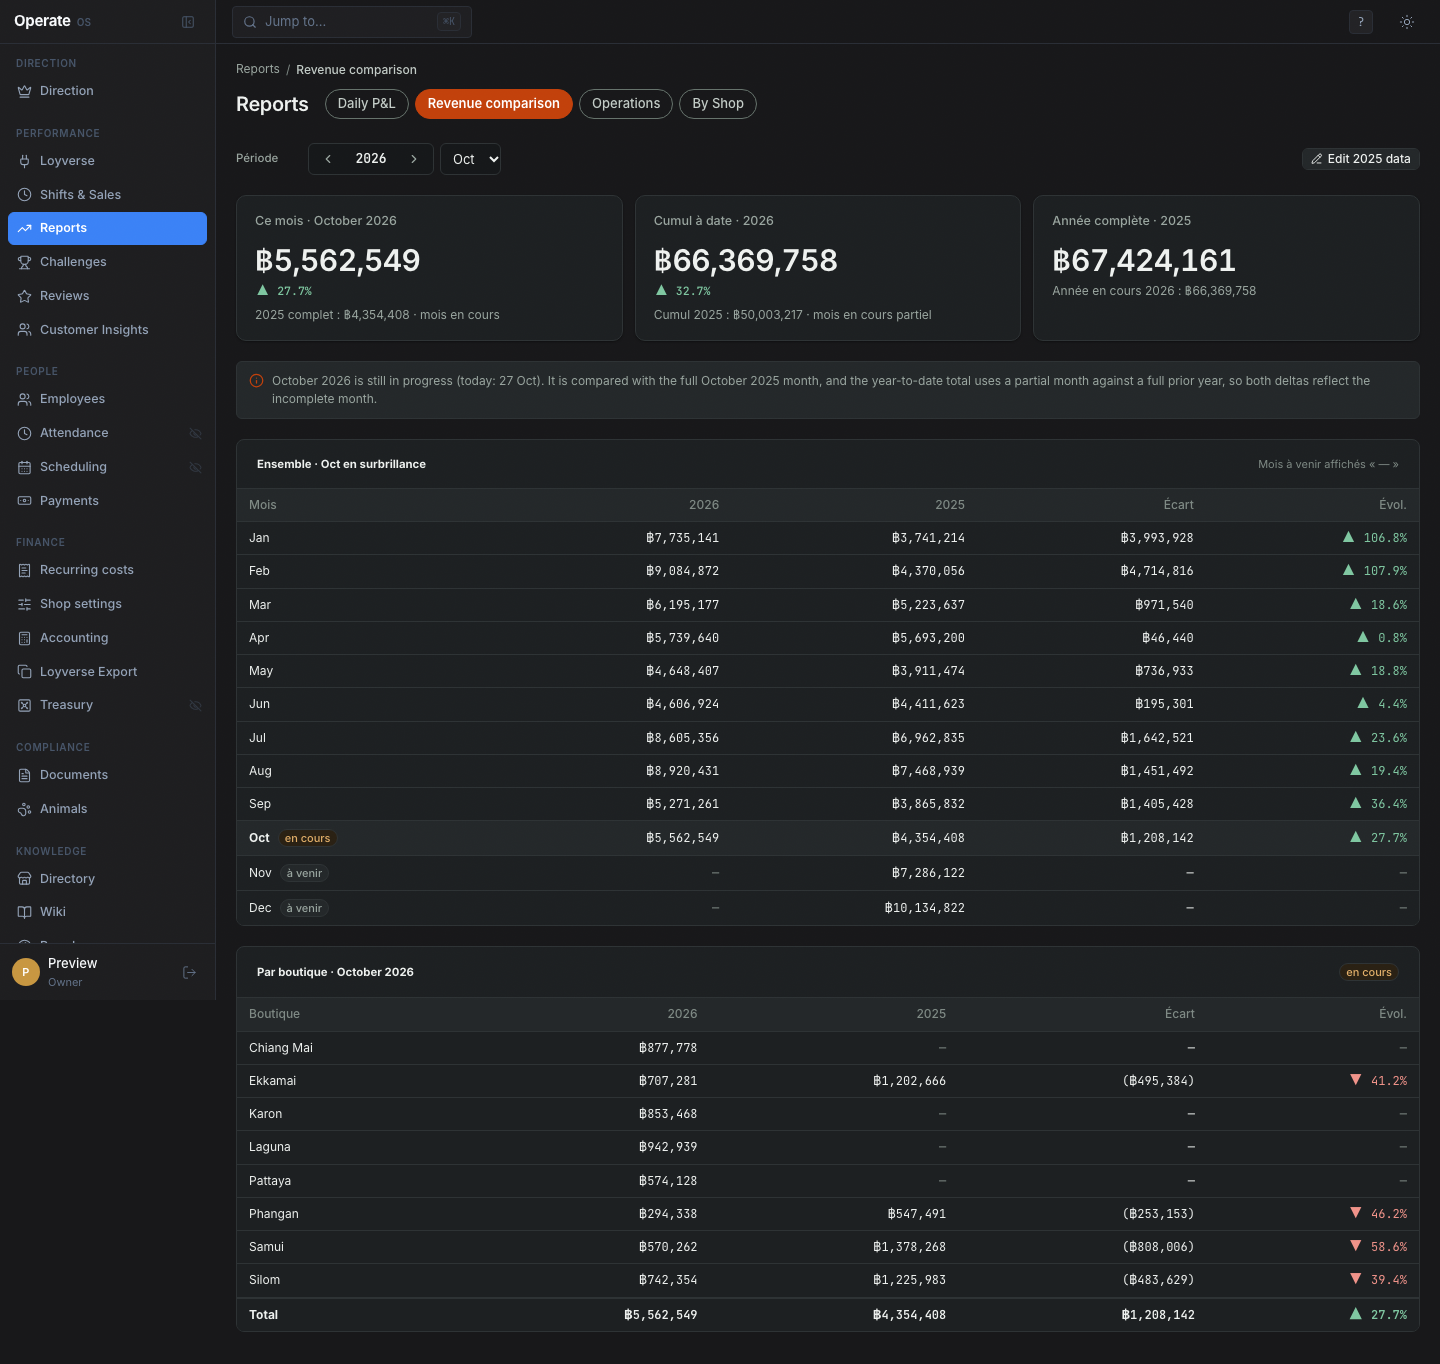 Operate OS
Jump to... ⌘K
?
DIRECTION
Direction
PERFORMANCE
Loyverse
Shifts & Sales
Reports
Challenges
Reviews
Customer Insights
PEOPLE
Employees
Attendance
Scheduling
Payments
FINANCE
Recurring costs
Shop settings
Accounting
Loyverse Export
Treasury
COMPLIANCE
Documents
Animals
KNOWLEDGE
Directory
Wiki
P Preview
Owner
Reports / Revenue comparison
Reports Daily P&L Revenue comparison Operations By Shop
Période 2026 Oct Edit 2025 data
Ce mois · October 2026
฿5,562,549
▲ 27.7%
2025 complet : ฿4,354,408 · mois en cours
Cumul à date · 2026
฿66,369,758
▲ 32.7%
Cumul 2025 : ฿50,003,217 · mois en cours partiel
Année complète · 2025
฿67,424,161
Année en cours 2026 : ฿66,369,758
October 2026 is still in progress (today: 27 Oct). It is compared with the full October 2025 month, and the year-to-date total uses a partial month against a full prior year, so both deltas reflect the
incomplete month.
Ensemble · Oct en surbrillance Mois à venir affichés « — »
Mois 2026 2025 Écart Évol.
Jan ฿7,735,141 ฿3,741,214 ฿3,993,928 ▲ 106.8%
Feb ฿9,084,872 ฿4,370,056 ฿4,714,816 ▲ 107.9%
Mar ฿6,195,177 ฿5,223,637 ฿971,540 ▲ 18.6%
Apr ฿5,739,640 ฿5,693,200 ฿46,440 ▲ 0.8%
May ฿4,648,407 ฿3,911,474 ฿736,933 ▲ 18.8%
Jun ฿4,606,924 ฿4,411,623 ฿195,301 ▲ 4.4%
Jul ฿8,605,356 ฿6,962,835 ฿1,642,521 ▲ 23.6%
Aug ฿8,920,431 ฿7,468,939 ฿1,451,492 ▲ 19.4%
Sep ฿5,271,261 ฿3,865,832 ฿1,405,428 ▲ 36.4%
Oct en cours ฿5,562,549 ฿4,354,408 ฿1,208,142 ▲ 27.7%
Nov à venir — ฿7,286,122 — —
Dec à venir — ฿10,134,822 — —
Par boutique · October 2026 en cours
Boutique 2026 2025 Écart Évol.
Chiang Mai ฿877,778 — — —
Ekkamai ฿707,281 ฿1,202,666 (฿495,384) ▼ 41.2%
Karon ฿853,468 — — —
Laguna ฿942,939 — — —
Pattaya ฿574,128 — — —
Phangan ฿294,338 ฿547,491 (฿253,153) ▼ 46.2%
Samui ฿570,262 ฿1,378,268 (฿808,006) ▼ 58.6%
Silom ฿742,354 ฿1,225,983 (฿483,629) ▼ 39.4%
Total ฿5,562,549 ฿4,354,408 ฿1,208,142 ▲ 27.7%